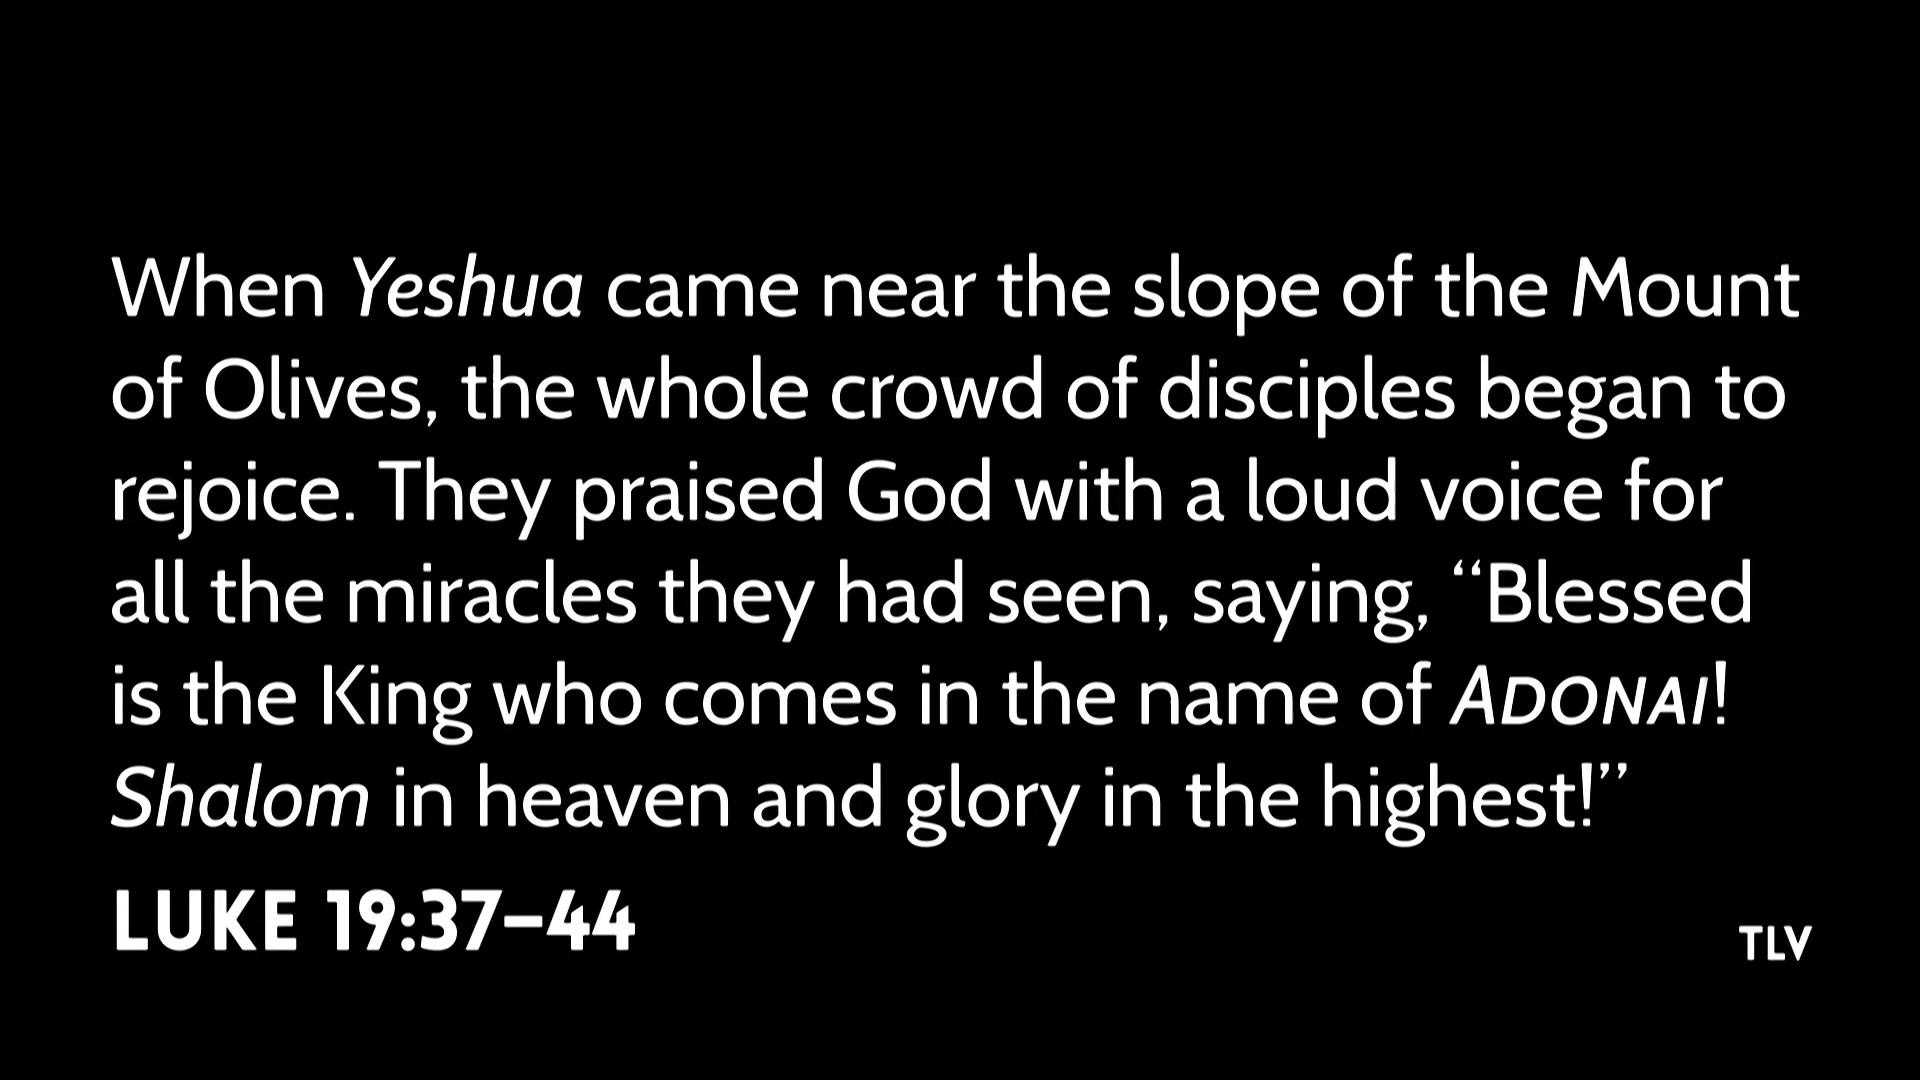 When Yeshua came near the slope of the Mount
of Olives, the whole crowd of disciples began to
rejoice. They praised God with a loud voice for
all the miracles they had seen, saying, “Blessed
is the King who comes in the name of ADONAI!
Shalom in heaven and glory in the highest!”
LUKE 19:37–44
TLV